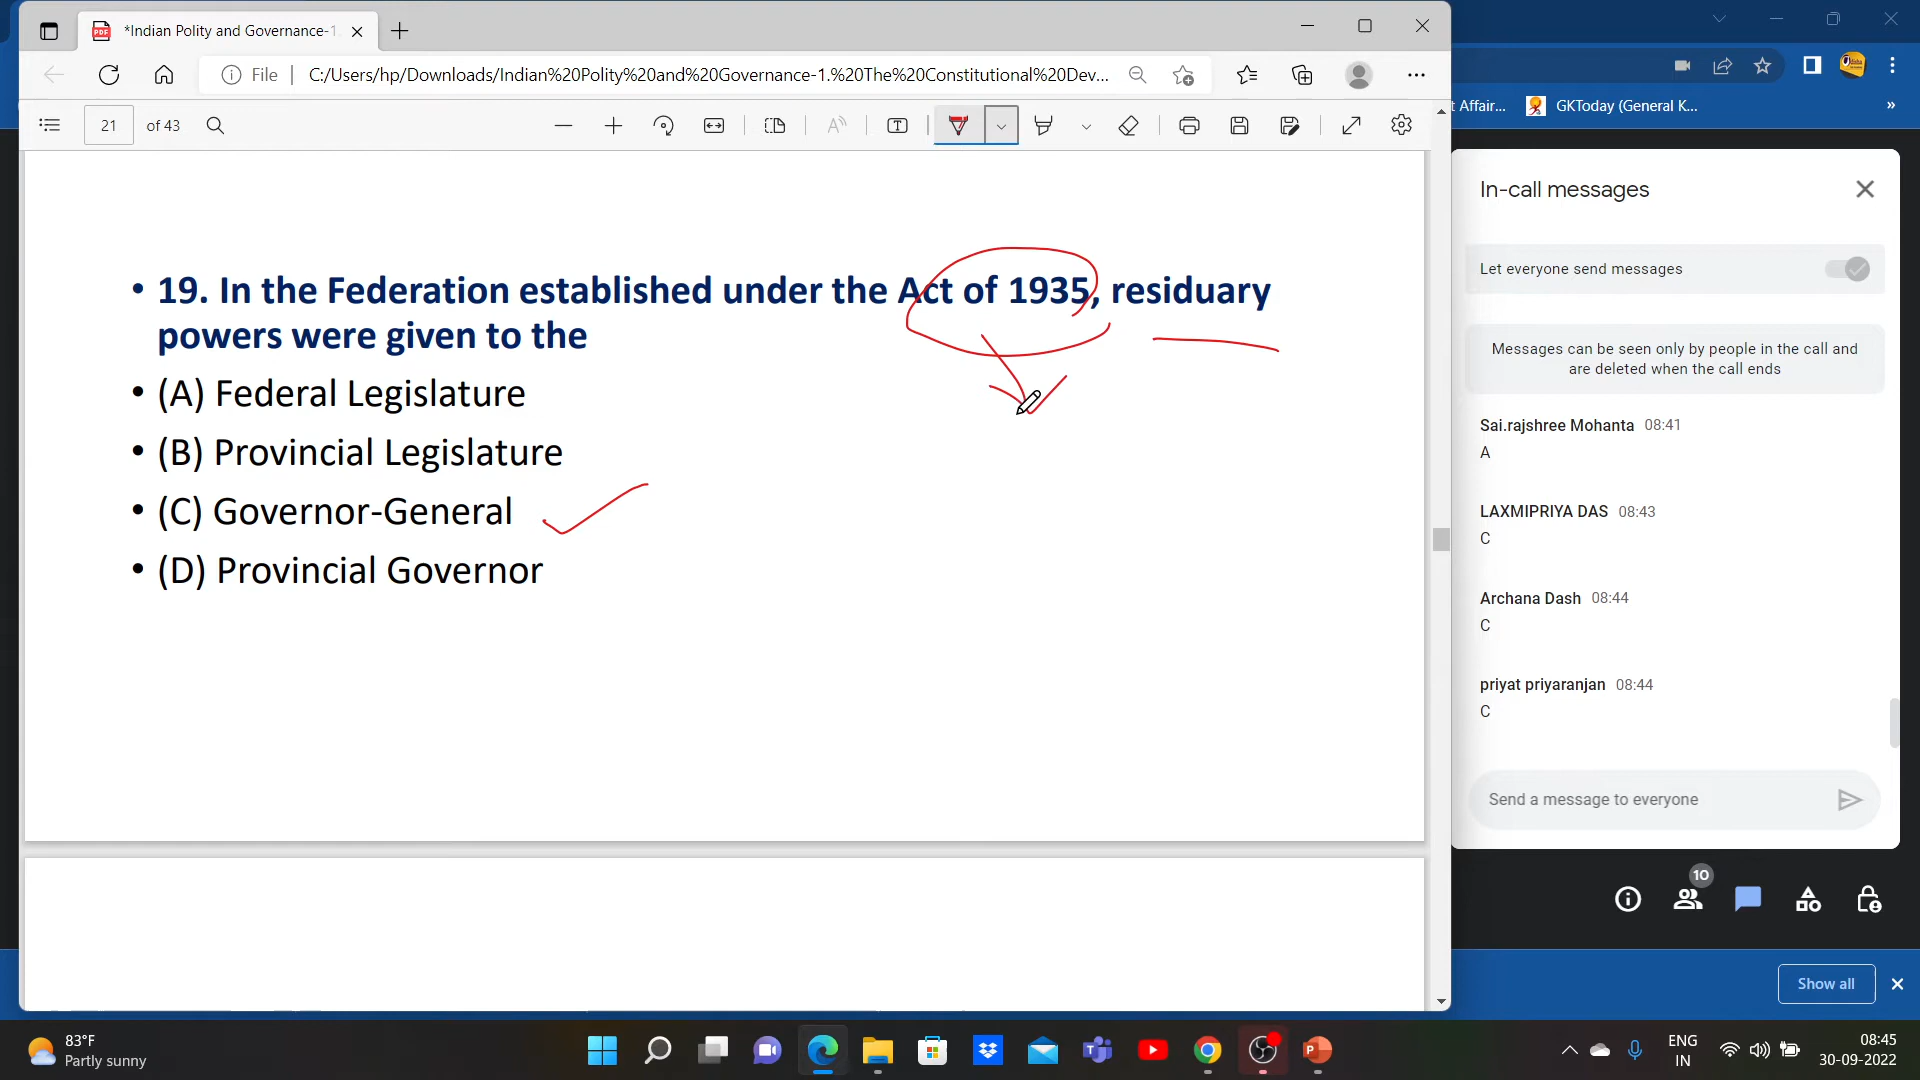 *Indian Polity and Governance-1
File
C:/Users/hp/Downloads/Indian%20Polity%20and%20Governance-1.%20The%20Constitutional%20Dev...
21 of 43
• 19. In the Federation established under the Act of 1935, residuary
powers were given to the
• (A) Federal Legislature
• (B) Provincial Legislature
• (C) Governor-General
• (D) Provincial Governor
t Affair...
GKToday (General K...
»
In-call messages
Let everyone send messages
Messages can be seen only by people in the call and
are deleted when the call ends
Sai.rajshree Mohanta 08:41
A
LAXMIPRIYA DAS 08:43
C
Archana Dash 08:44
C
priyat priyaranjan 08:44
C
Send a message to everyone
10
Show all
83°F
Partly sunny
ENG
IN
08:45
30-09-2022